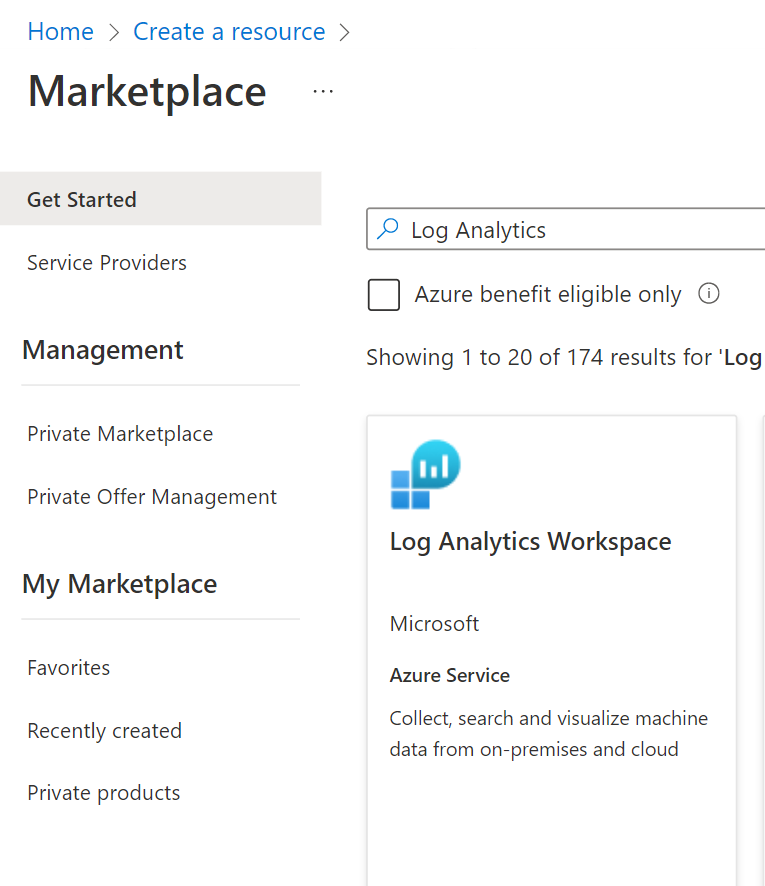 Home > Create a resource >
Marketplace ...
Get Started
Service Providers
Management
Private Marketplace
Private Offer Management
My Marketplace
Favorites
Recently created
Private products
Log Analytics
Azure benefit eligible only
Showing 1 to 20 of 174 results for 'Log
Log Analytics Workspace
Microsoft
Azure Service
Collect, search and visualize machine
data from on-premises and cloud